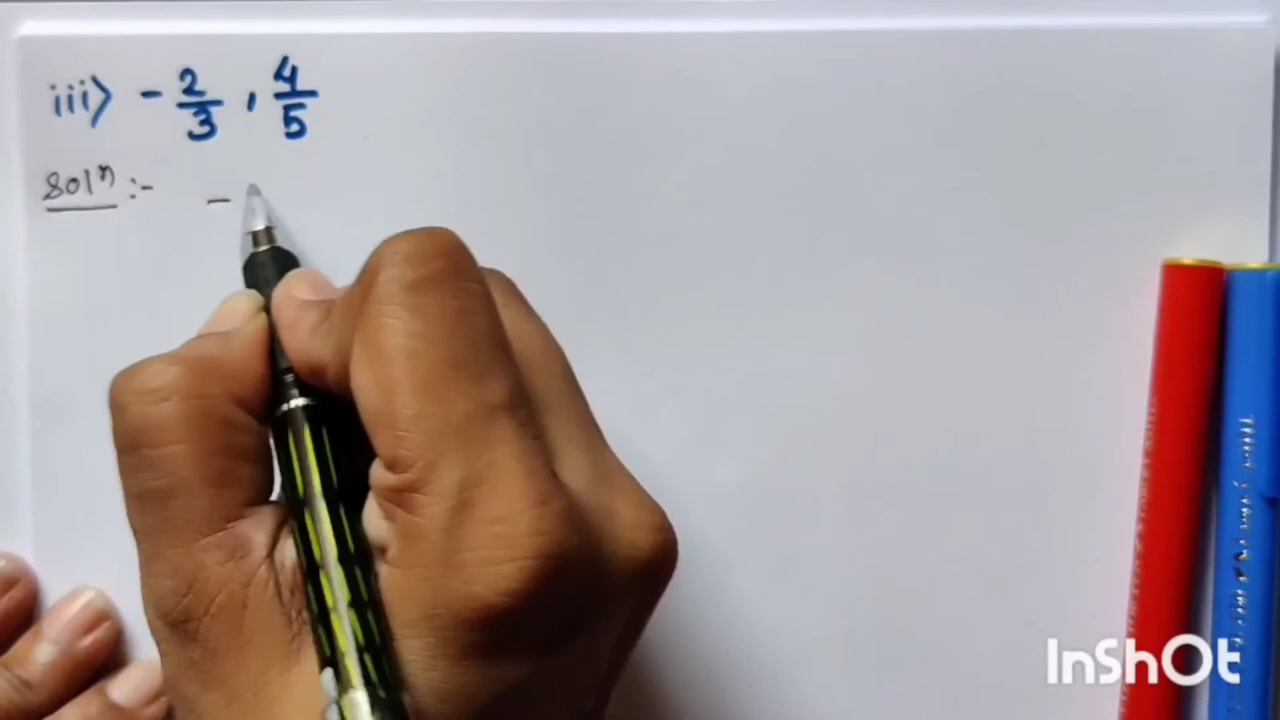 iii) - 2/3 , 4/5
Solⁿ :- -
InShOt